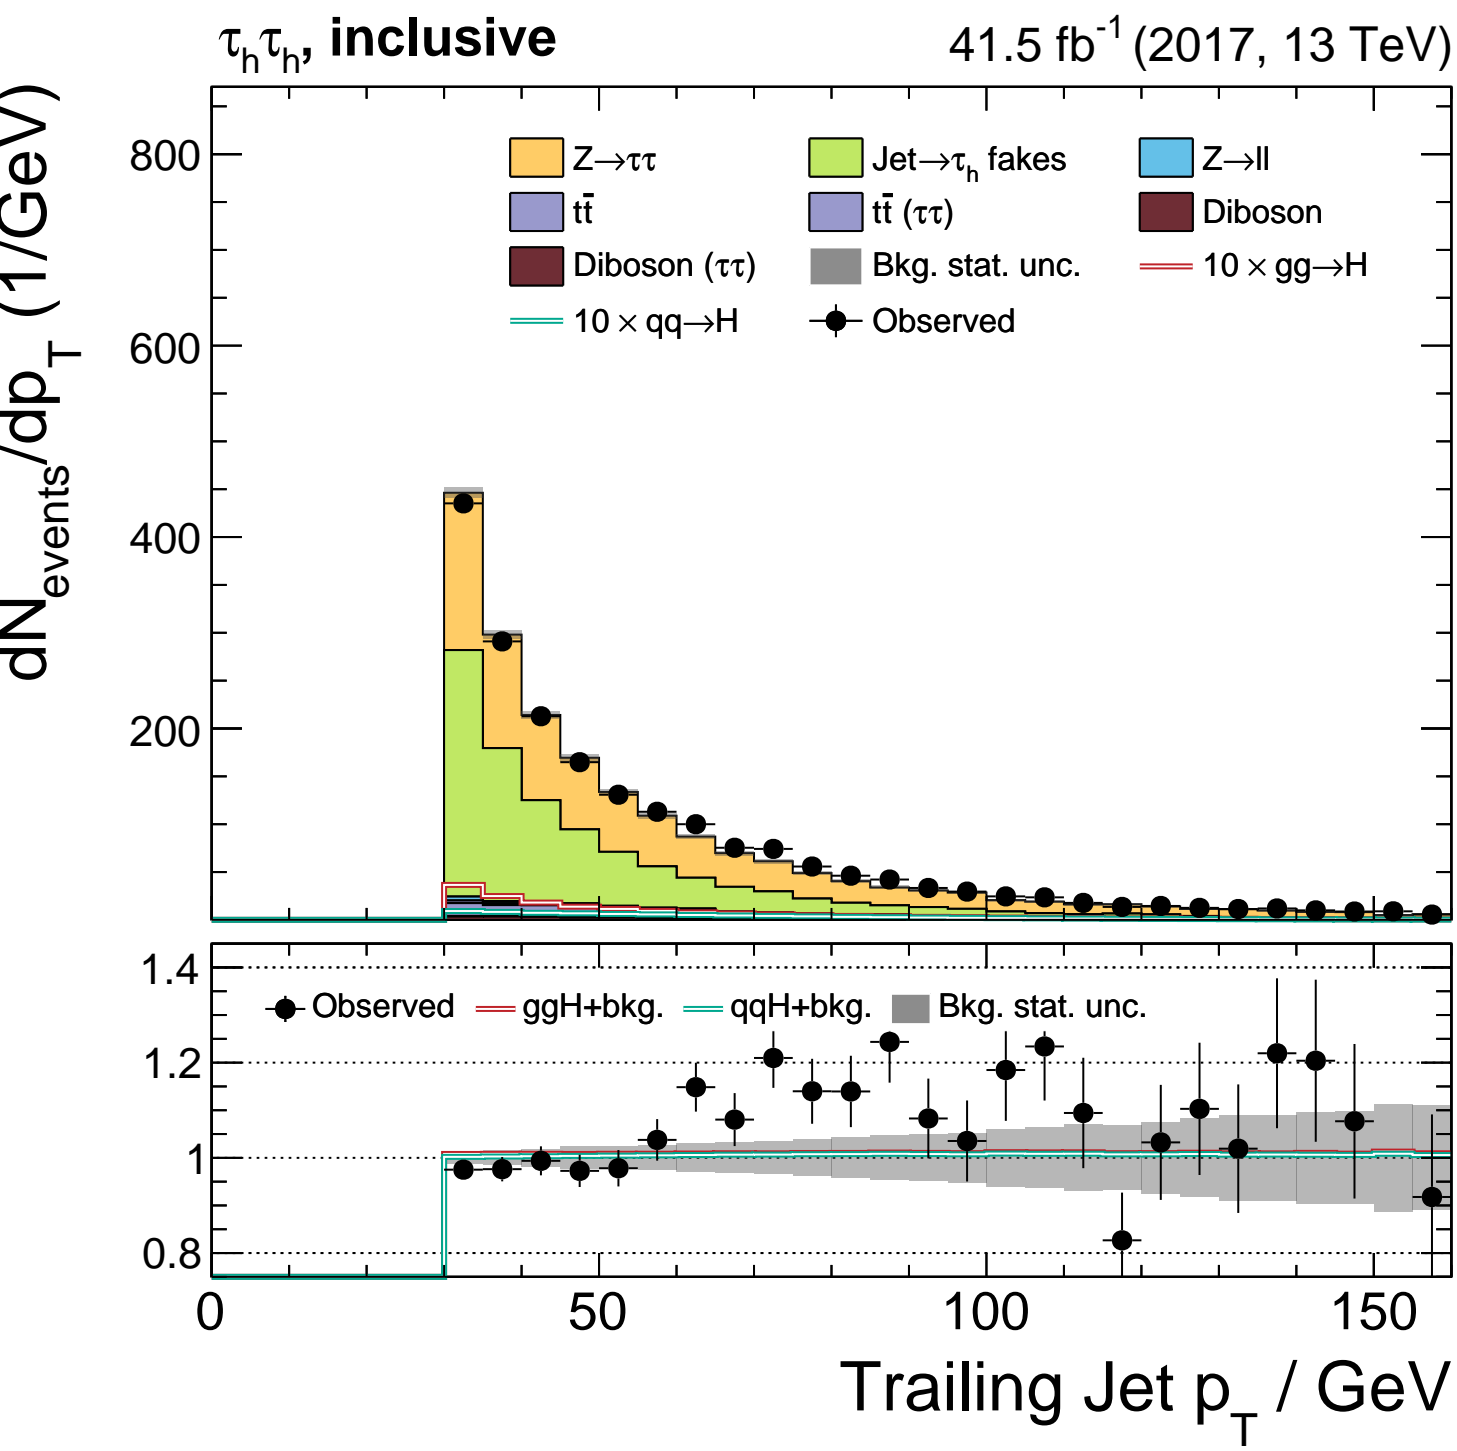 τhτh, inclusive 41.5 fb-1 (2017, 13 TeV)
dNevents/dpT (1/GeV)
800
600
400
200
Z→ττ Jet→τh fakes Z→ll
tt̄ tt̄ (ττ) Diboson
Diboson (ττ) Bkg. stat. unc. 10 × gg→H
10 × qq→H Observed
1.4
1.2
1
0.8
Observed ggH+bkg. qqH+bkg. Bkg. stat. unc.
0 50 100 150
Trailing Jet pT / GeV